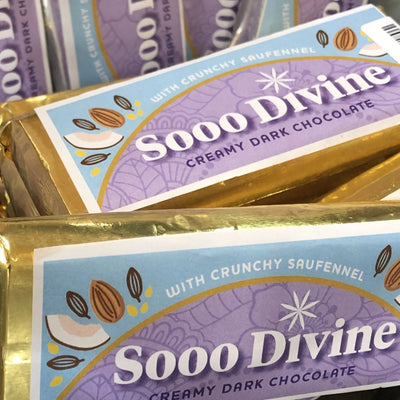 WITH CRUNCHY SAUFENNEL
Sooo Divine
CREAMY DARK CHOCOLATE
WITH CRUNCHY SAUFENNEL
Sooo Divine
CREAMY DARK CHOCOLATE